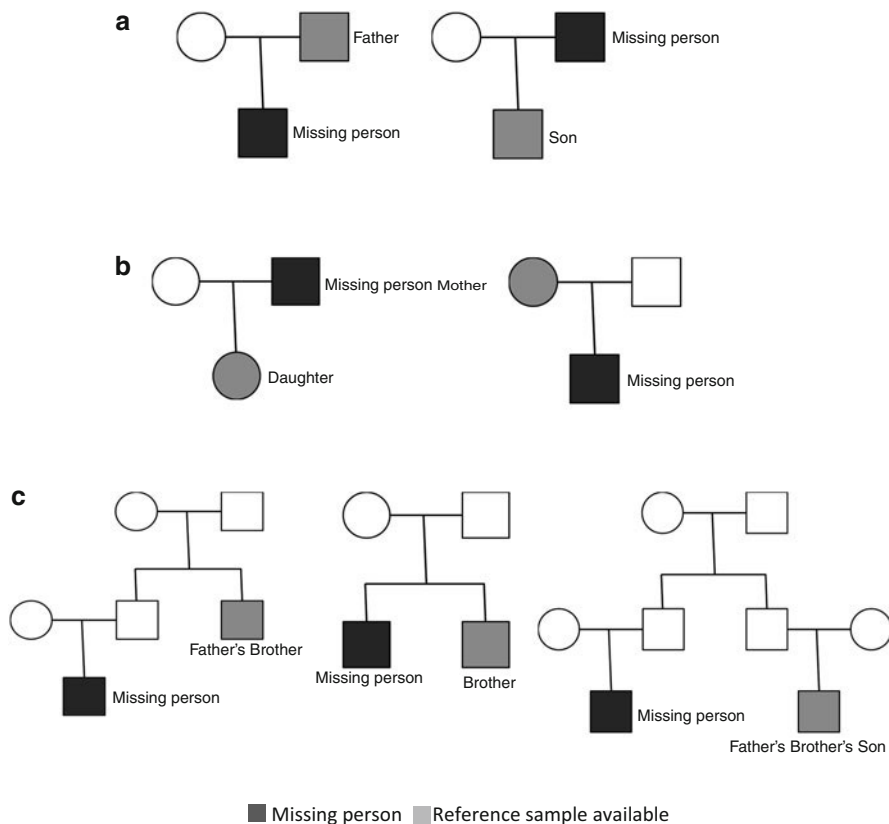 a
Father
Missing person
Missing person
Son
b
Missing person Mother
Daughter
Missing person
c
Father's Brother
Missing person
Missing person
Brother
Missing person
Father's Brother's Son
Missing person Reference sample available